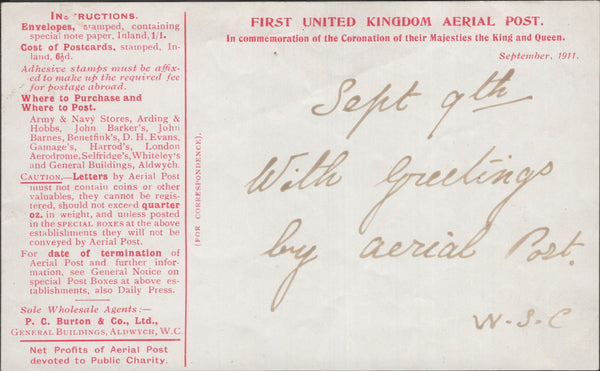 INSTRUCTIONS.
Envelopes, stamped, containing
special note paper, Inland, 1/1.
Cost of Postcards, stamped, In-
land, 6½d.
Adhesive stamps must be affix-
ed to make up the required fee
for postage abroad.
Where to Purchase and
Where to Post.
Army & Navy Stores, Arding &
Hobbs, John Barker's, John
Barnes, Benetfink's, D. H. Evans,
Gamage's, Harrod's, London
Aerodrome, Selfridge's, Whiteley's
and General Buildings, Aldwych.
CAUTION.—Letters by Aerial Post
must not contain coins or other
valuables, they cannot be regis-
tered, should not exceed quarter
oz. in weight, and unless posted
in the SPECIAL BOXES at the above
establishments they will not be
conveyed by Aerial Post.
For date of termination of
Aerial Post and further infor-
mation, see General Notice on
special Post Boxes at above es-
tablishments, also Daily Press.
Sole Wholesale Agents:—
P. C. Burton & Co., Ltd.,
GENERAL BUILDINGS, ALDWYCH, W.C.
Net Profits of Aerial Post
devoted to Public Charity.
(FOR CORRESPONDENCE).
FIRST UNITED KINGDOM AERIAL POST.
In commemoration of the Coronation of their Majesties the King and Queen.
September, 1911.
Sept 9th
With Greetings
by aerial Post.
W.S.C